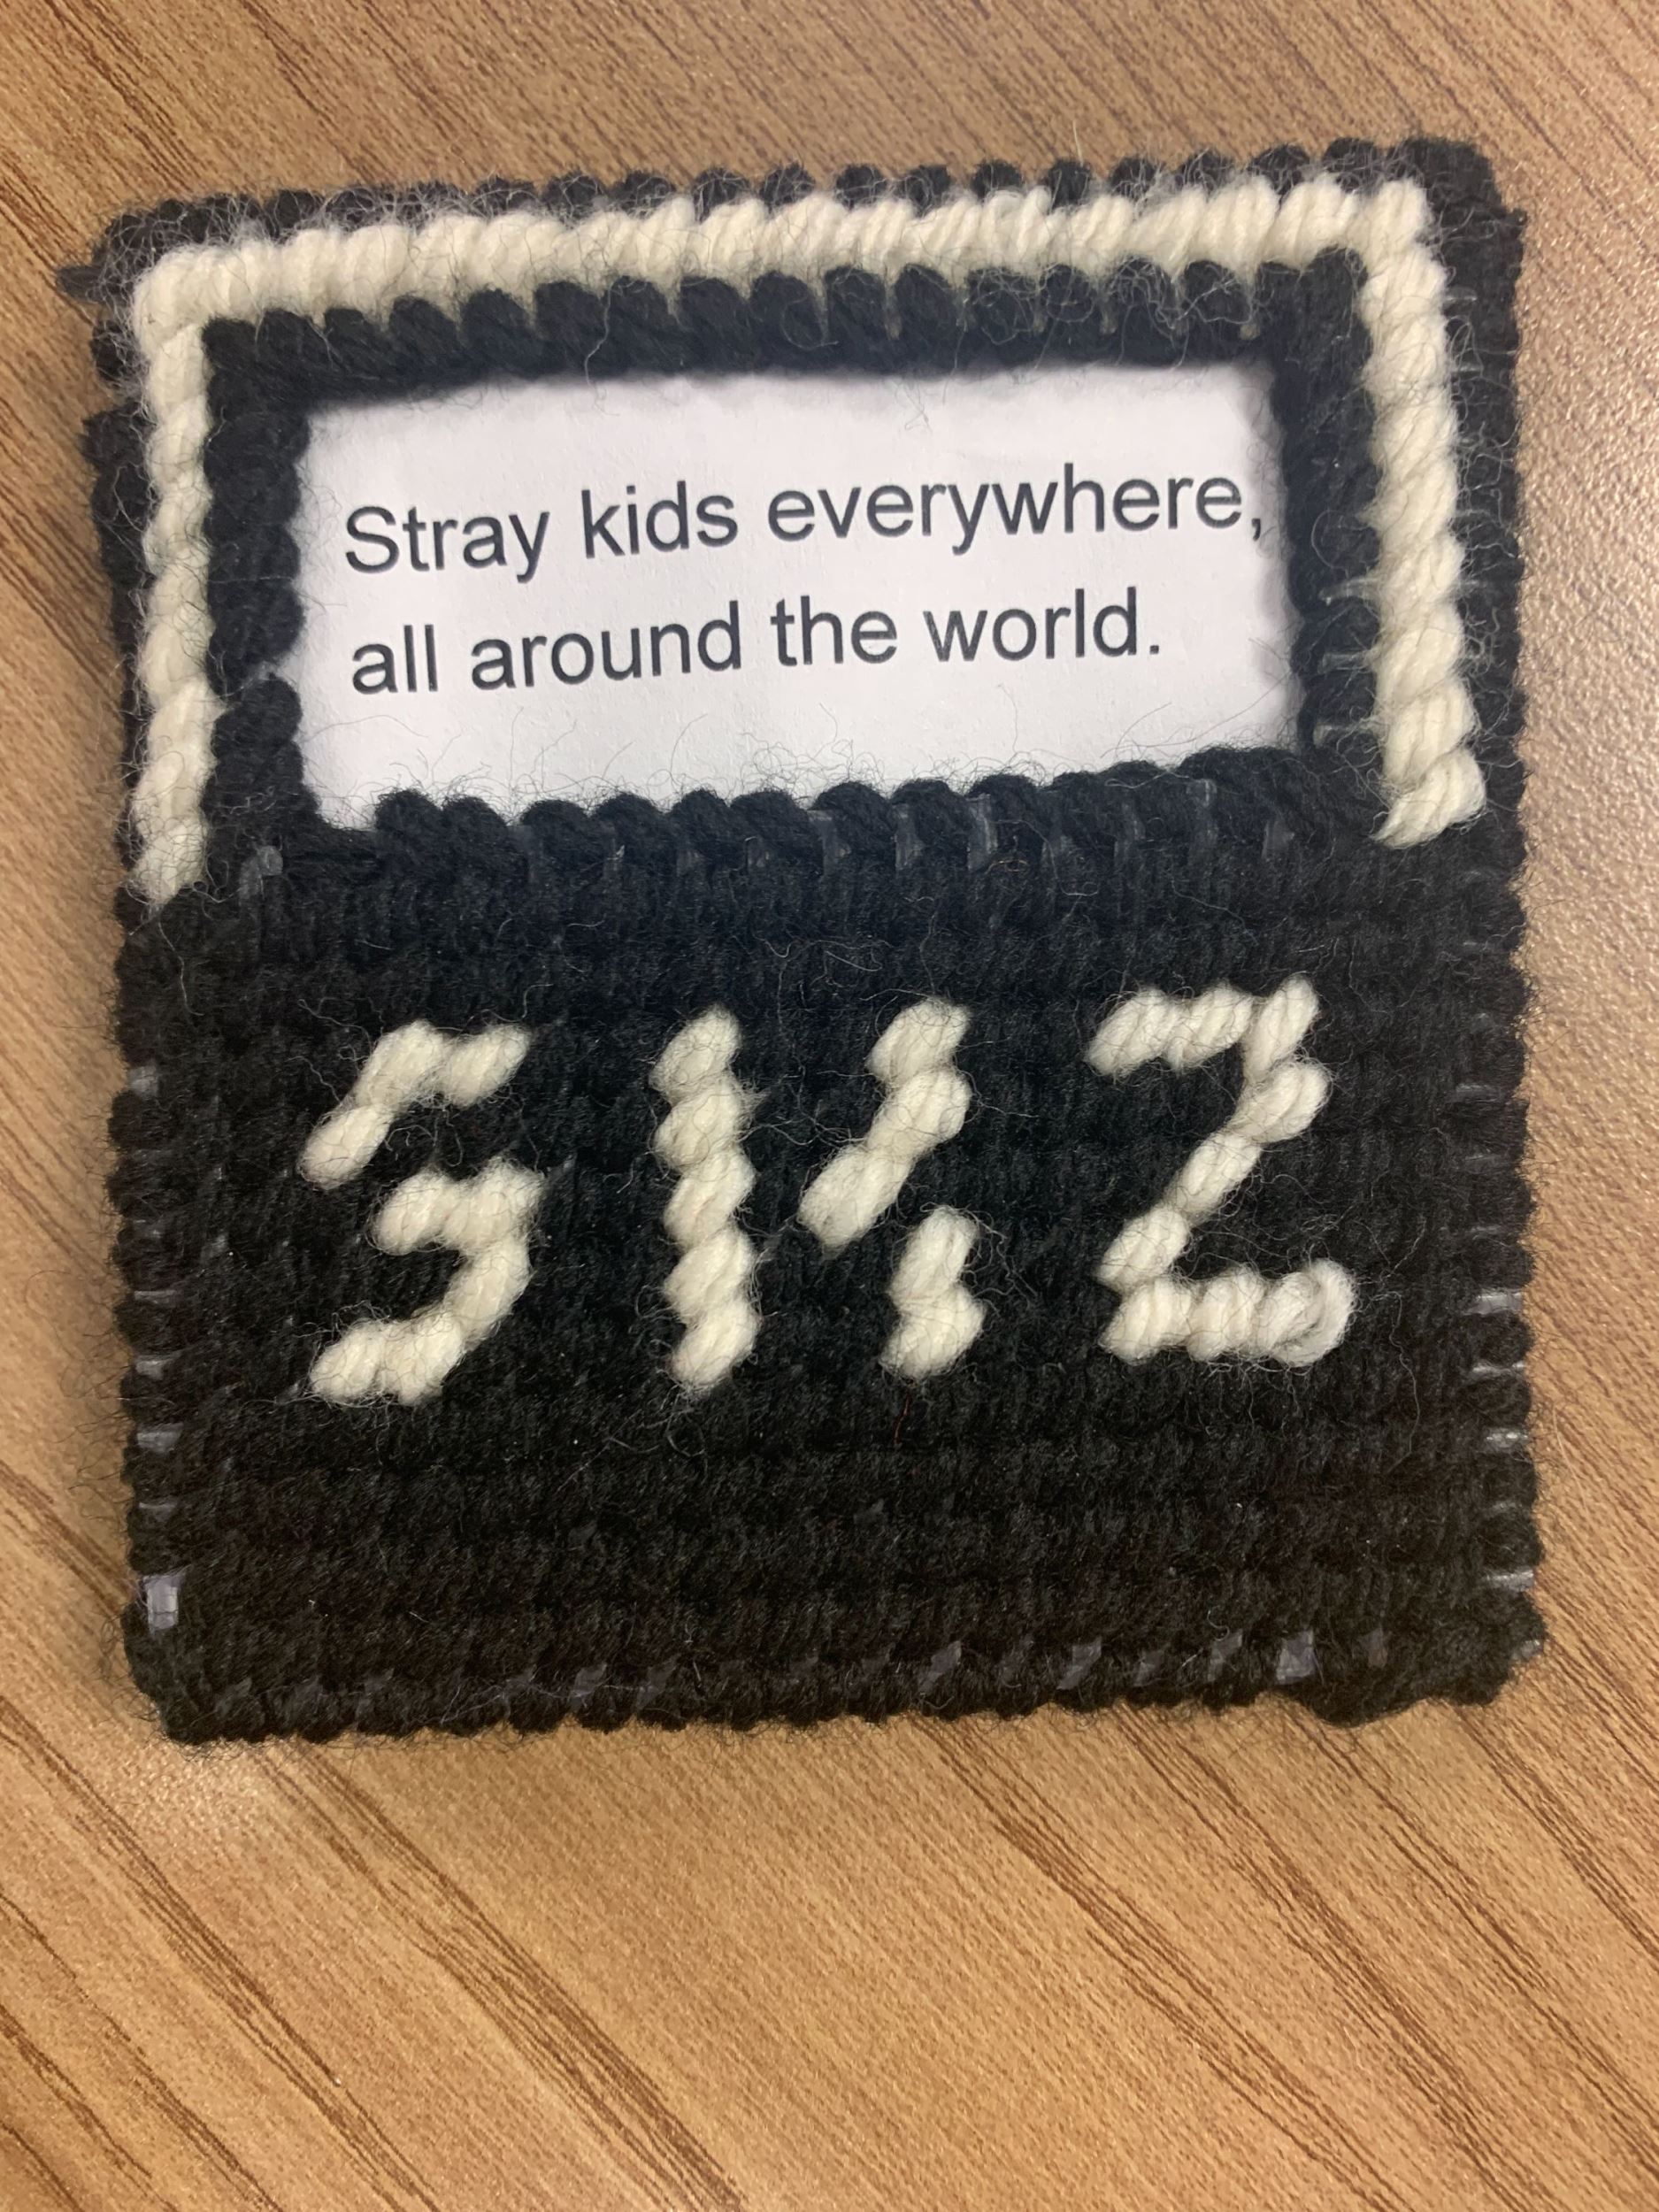 Stray kids everywhere,
all around the world.
SKZ